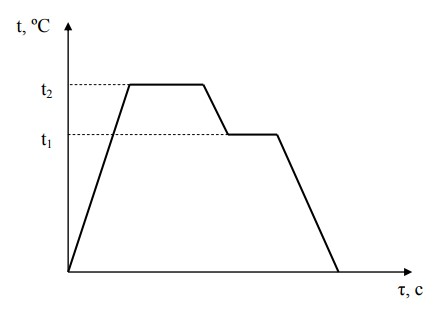 t, ºC
t₂
t₁
τ, c